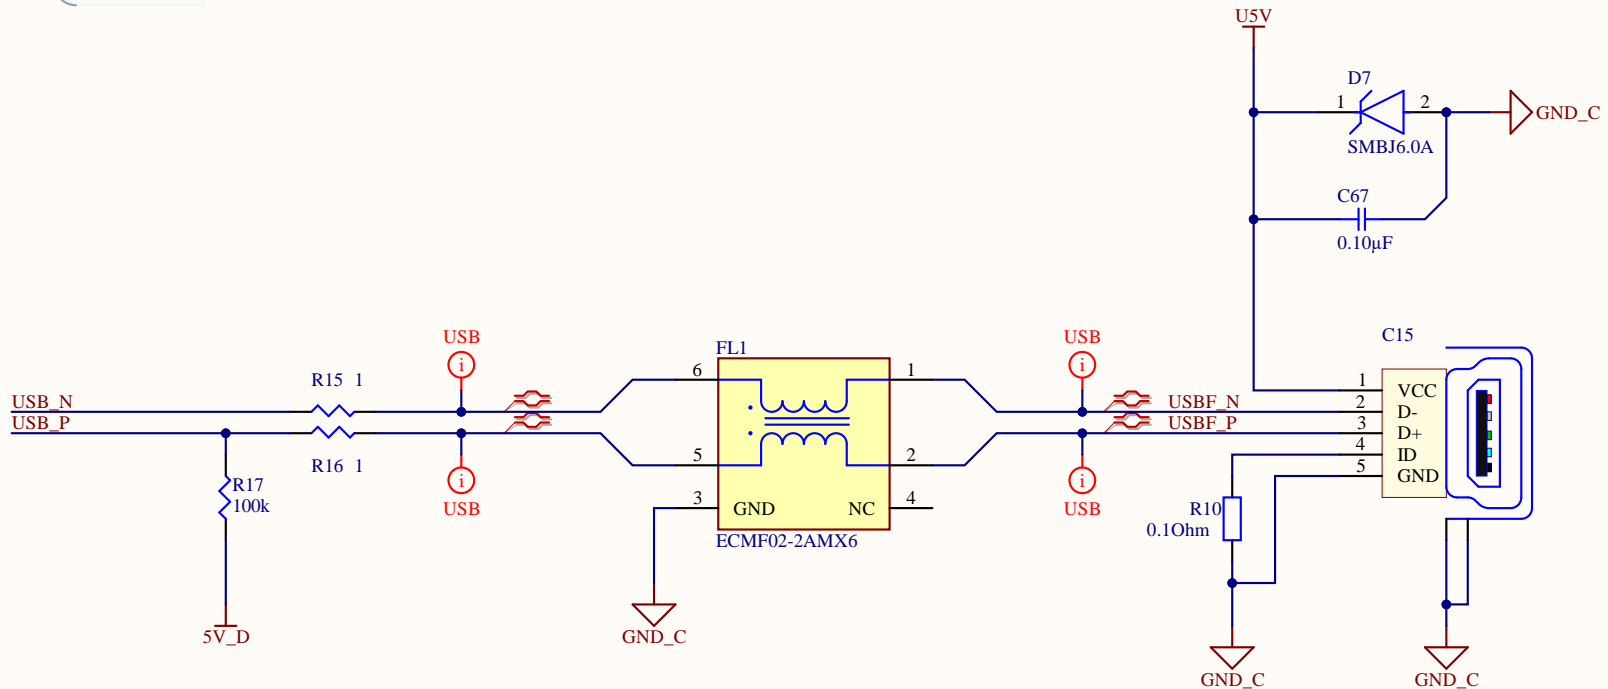 U5V
D7
1
2
GND_C
SMBJ6.0A
C67
0.10µF
USB
USB
C15
FL1
R15 1
6
1
1
VCC
USB_N
USBF_N
2
D-
USB_P
USBF_P
3
D+
4
ID
R16 1
5
2
5
GND
R17
100k
USB
USB
3
GND
NC
4
R10
0.1Ohm
ECMF02-2AMX6
5V_D
GND_C
GND_C
GND_C
i
i
i
i